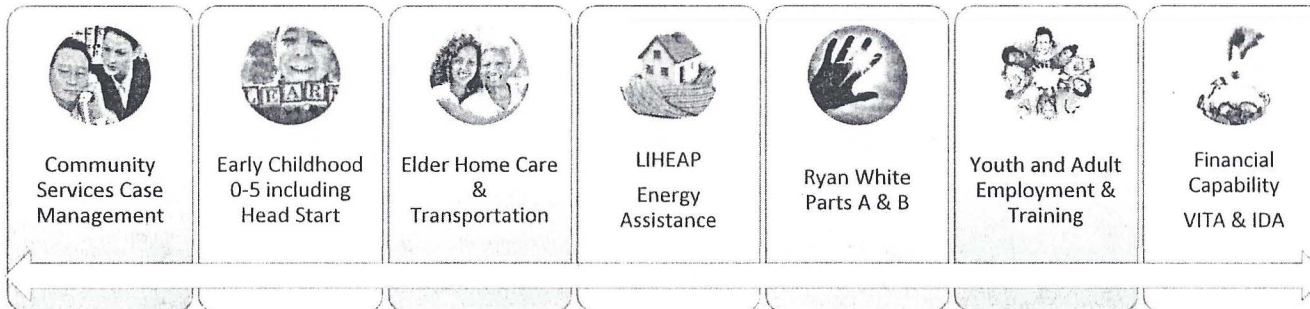 LEARN
Community
Services Case
Management
Early Childhood
0-5 including
Head Start
Elder Home Care
&
Transportation
LIHEAP
Energy
Assistance
Ryan White
Parts A & B
Youth and Adult
Employment &
Training
Financial
Capability
VITA & IDA